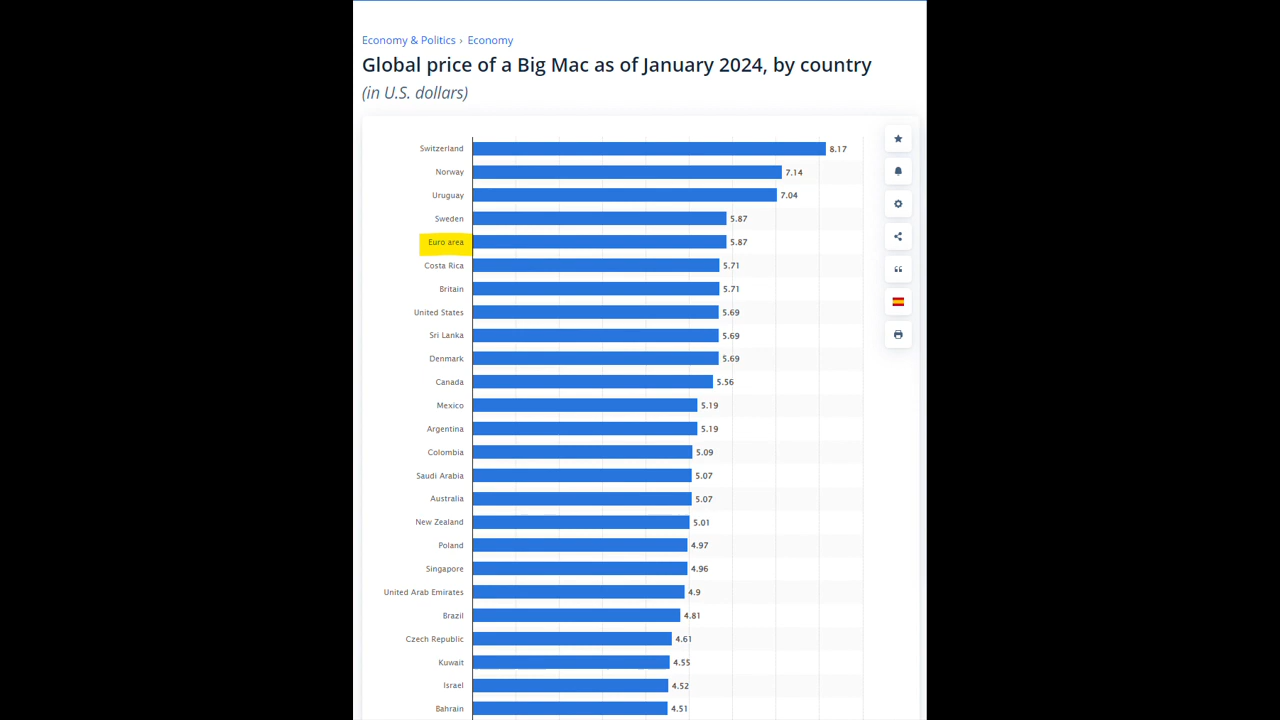 Economy & Politics › Economy
Global price of a Big Mac as of January 2024, by country
(in U.S. dollars)
Switzerland 8.17
Norway 7.14
Uruguay 7.04
Sweden 5.87
Euro area 5.87
Costa Rica 5.71
Britain 5.71
United States 5.69
Sri Lanka 5.69
Denmark 5.69
Canada 5.56
Mexico 5.19
Argentina 5.19
Colombia 5.09
Saudi Arabia 5.07
Australia 5.07
New Zealand 5.01
Poland 4.97
Singapore 4.96
United Arab Emirates 4.9
Brazil 4.81
Czech Republic 4.61
Kuwait 4.55
Israel 4.52
Bahrain 4.51